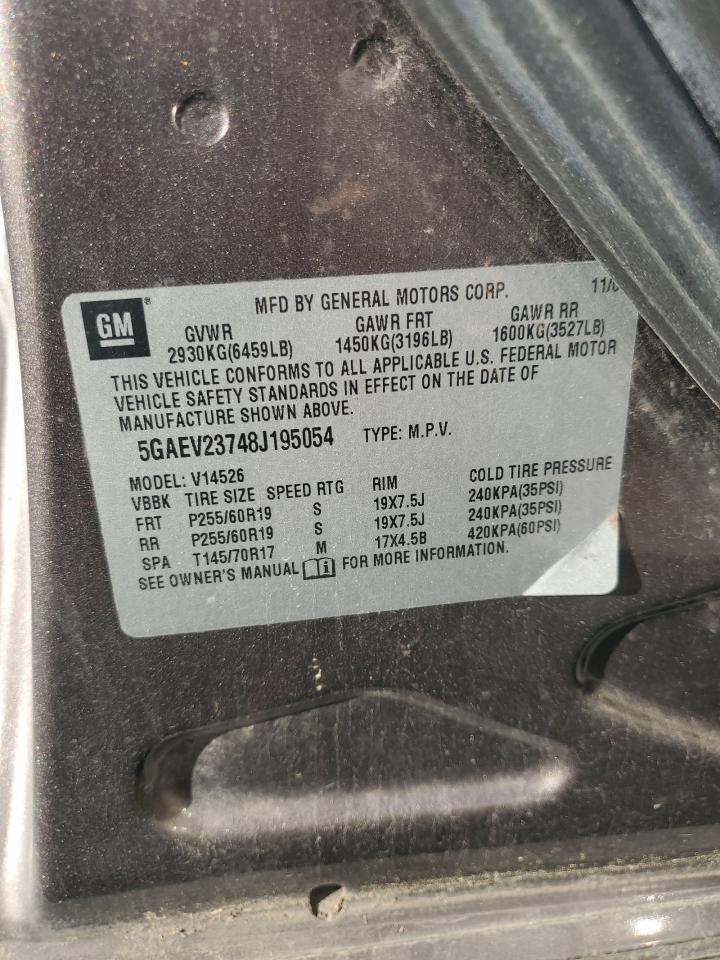 GM ®
MFD BY GENERAL MOTORS CORP. 11/0
GVWR GAWR FRT GAWR RR
2930KG(6459LB) 1450KG(3196LB) 1600KG(3527LB)
THIS VEHICLE CONFORMS TO ALL APPLICABLE U.S. FEDERAL MOTOR
VEHICLE SAFETY STANDARDS IN EFFECT ON THE DATE OF
MANUFACTURE SHOWN ABOVE.
5GAEV23748J195054 TYPE: M.P.V.
MODEL: V14526
VBBK TIRE SIZE SPEED RTG RIM COLD TIRE PRESSURE
FRT P255/60R19 S 19X7.5J 240KPA(35PSI)
RR P255/60R19 S 19X7.5J 240KPA(35PSI)
SPA T145/70R17 M 17X4.5B 420KPA(60PSI)
SEE OWNER'S MANUAL i FOR MORE INFORMATION.